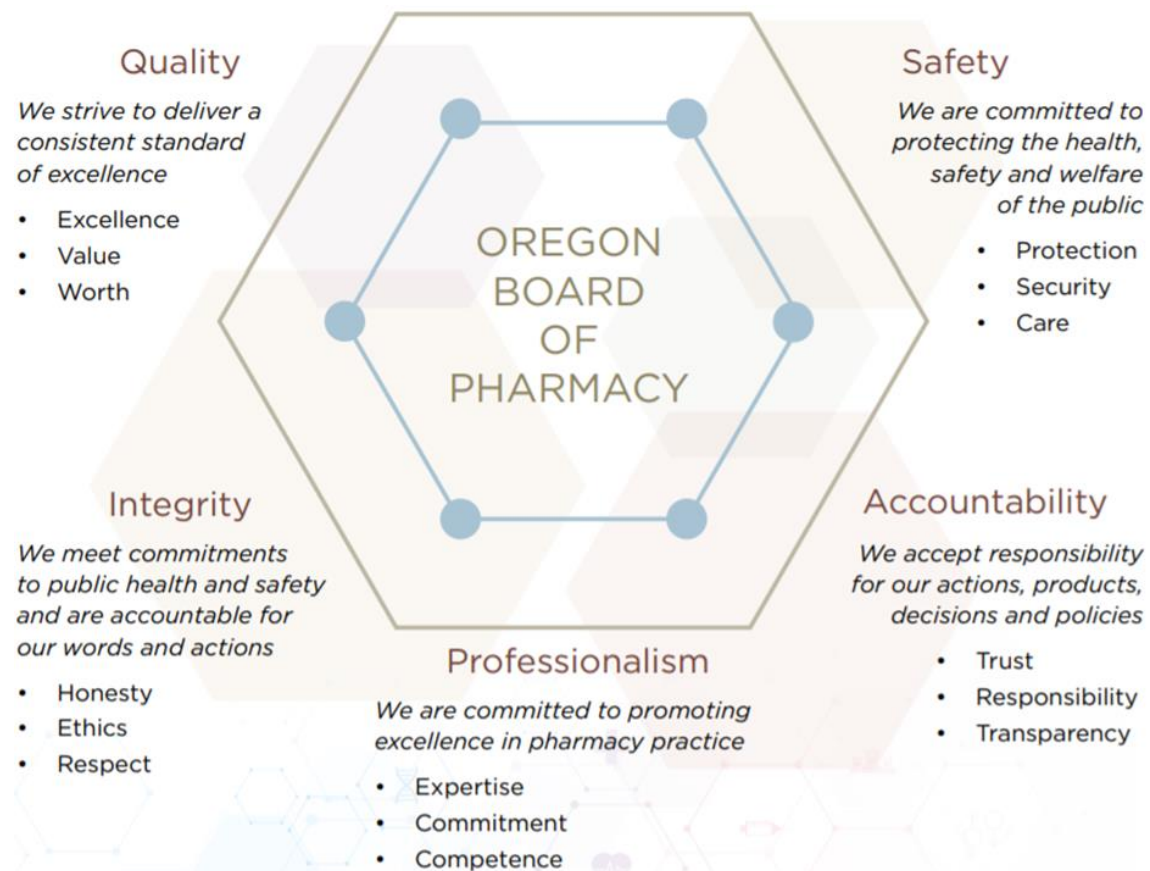 Quality
We strive to deliver a
consistent standard
of excellence
• Excellence
• Value
• Worth
Safety
We are committed to
protecting the health,
safety and welfare
of the public
• Protection
• Security
• Care
OREGON
BOARD
OF
PHARMACY
Integrity
We meet commitments
to public health and safety
and are accountable for
our words and actions
• Honesty
• Ethics
• Respect
Accountability
We accept responsibility
for our actions, products,
decisions and policies
• Trust
• Responsibility
• Transparency
Professionalism
We are committed to promoting
excellence in pharmacy practice
• Expertise
• Commitment
• Competence